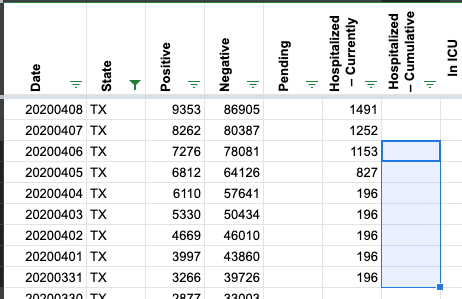 Date State Positive Negative Pending Hospitalized – Currently Hospitalized – Cumulative In ICU
20200408 TX 9353 86905 1491
20200407 TX 8262 80387 1252
20200406 TX 7276 78081 1153
20200405 TX 6812 64126 827
20200404 TX 6110 57641 196
20200403 TX 5330 50434 196
20200402 TX 4669 46010 196
20200401 TX 3997 43860 196
20200331 TX 3266 39726 196
20200330 TX 2877 33003